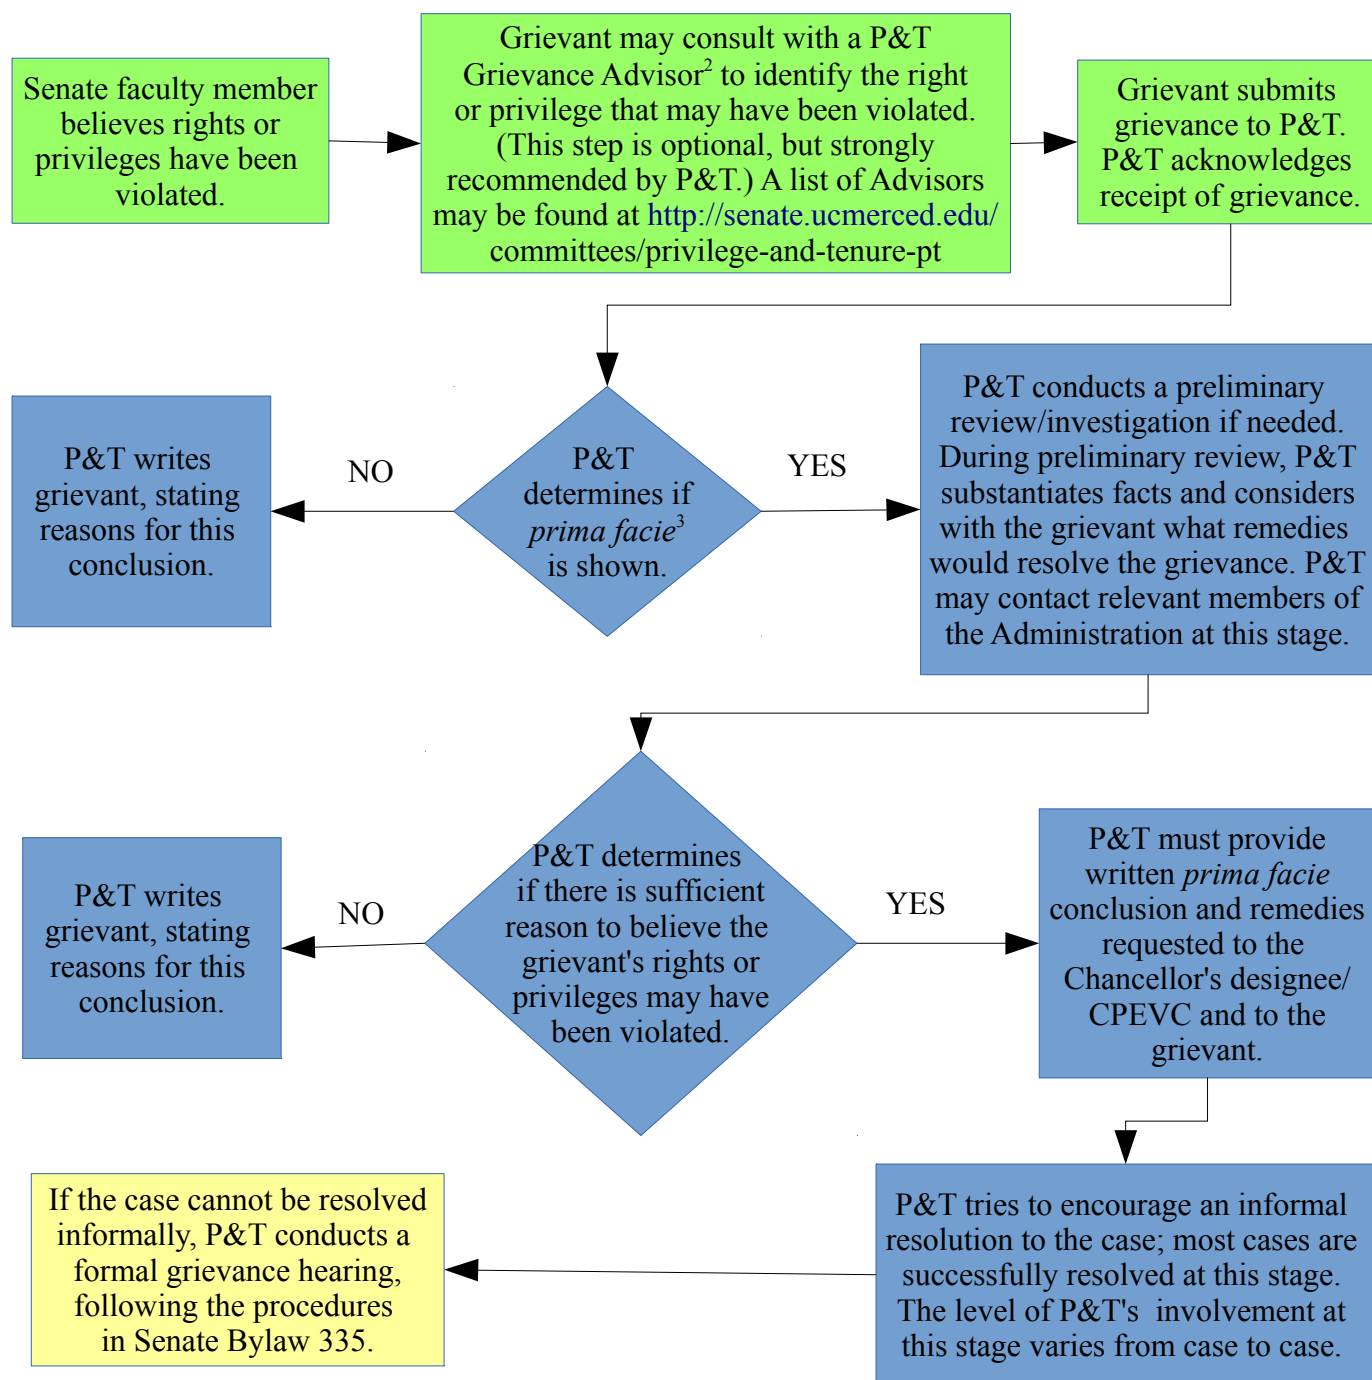 Senate faculty member
believes rights or
privileges have been
violated.
Grievant may consult with a P&T
Grievance Advisor² to identify the right
or privilege that may have been violated.
(This step is optional, but strongly
recommended by P&T.) A list of Advisors
may be found at http://senate.ucmerced.edu/
committees/privilege-and-tenure-pt
Grievant submits
grievance to P&T.
P&T acknowledges
receipt of grievance.
P&T writes
grievant, stating
reasons for this
conclusion.
NO
P&T
determines if
prima facie³
is shown.
YES
P&T conducts a preliminary
review/investigation if needed.
During preliminary review, P&T
substantiates facts and considers
with the grievant what remedies
would resolve the grievance. P&T
may contact relevant members of
the Administration at this stage.
P&T writes
grievant, stating
reasons for this
conclusion.
NO
P&T determines
if there is sufficient
reason to believe the
grievant's rights or
privileges may have
been violated.
YES
P&T must provide
written prima facie
conclusion and remedies
requested to the
Chancellor's designee/
CPEVC and to the
grievant.
If the case cannot be resolved
informally, P&T conducts a
formal grievance hearing,
following the procedures
in Senate Bylaw 335.
P&T tries to encourage an informal
resolution to the case; most cases are
successfully resolved at this stage.
The level of P&T's involvement at
this stage varies from case to case.